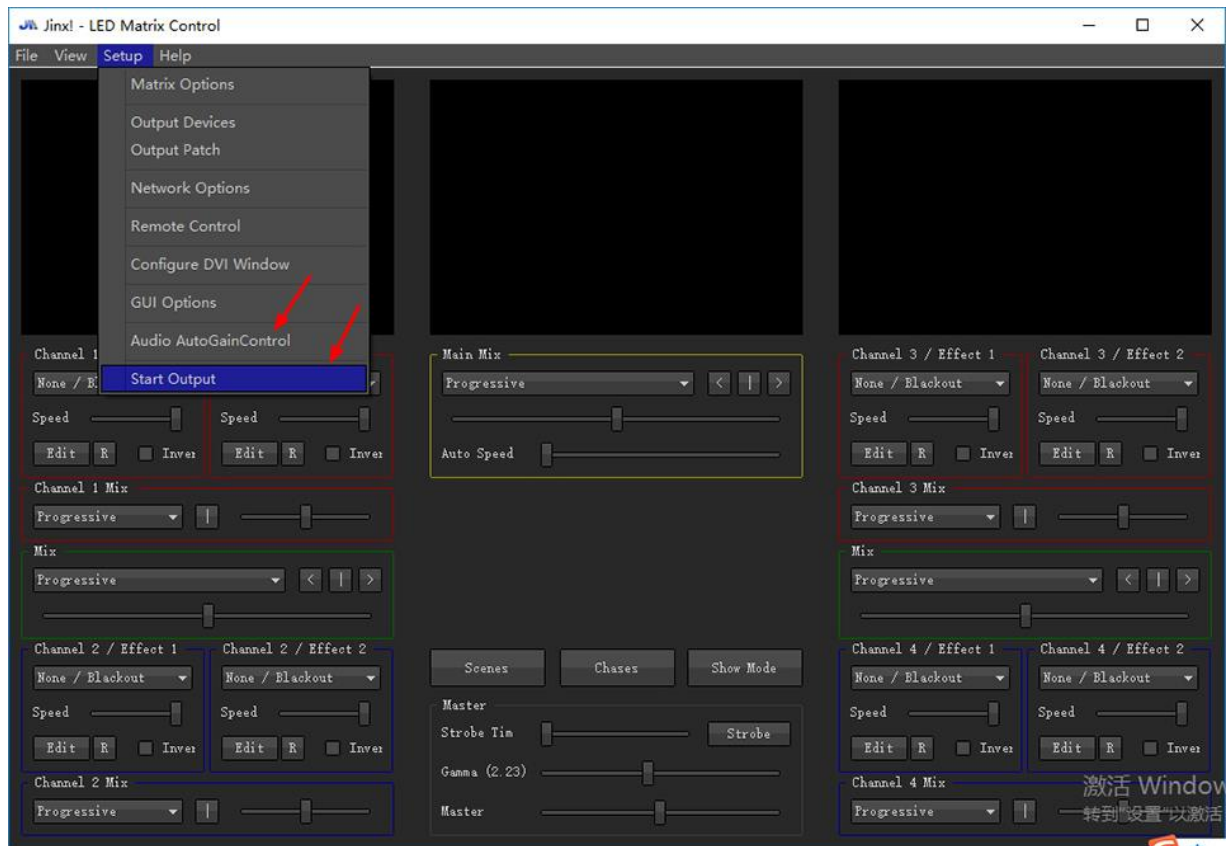 Jinx! - LED Matrix Control
File View Setup Help
Matrix Options
Output Devices
Output Patch
Network Options
Remote Control
Configure DVI Window
GUI Options
Audio AutoGainControl
Start Output
Channel 1
None / B
Speed Speed
Edit R Inver Edit R Inver
Channel 1 Mix
Progressive |
Mix
Progressive < | >
Channel 2 / Effect 1 Channel 2 / Effect 2
None / Blackout None / Blackout
Speed Speed
Edit R Inver Edit R Inver
Channel 2 Mix
Progressive |
Main Mix
Progressive < | >
Auto Speed
Scenes Chases Show Mode
Master
Strobe Tim Strobe
Gamma (2.23)
Master
Channel 3 / Effect 1 Channel 3 / Effect 2
None / Blackout None / Blackout
Speed Speed
Edit R Inver Edit R Inver
Channel 3 Mix
Progressive |
Mix
Progressive < | >
Channel 4 / Effect 1 Channel 4 / Effect 2
None / Blackout None / Blackout
Speed Speed
Edit R Inver Edit R Inver
Channel 4 Mix
Progressive |
激活 Window
转到"设置"以激活